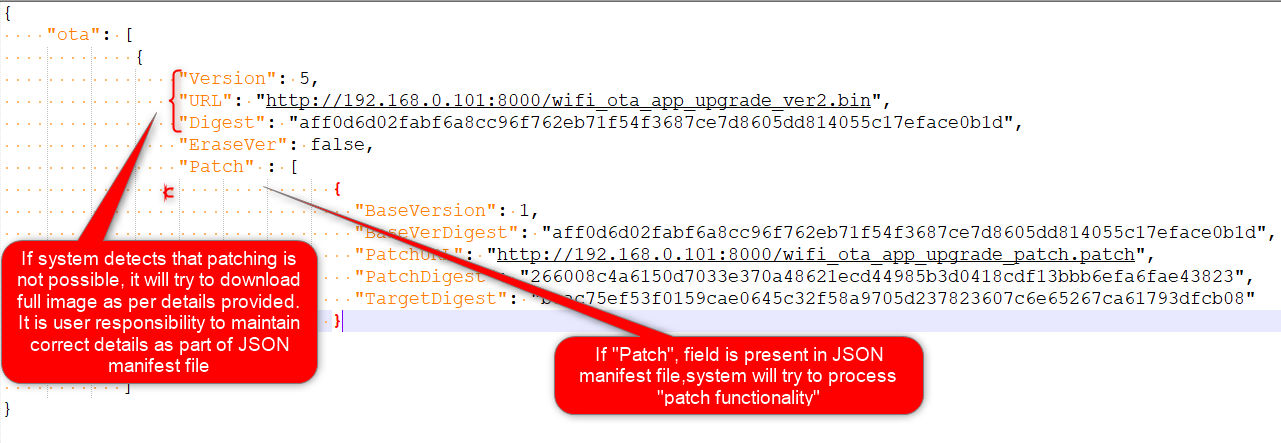 {
"ota": [
{
"Version": 5,
"URL": "http://192.168.0.101:8000/wifi_ota_app_upgrade_ver2.bin",
"Digest": "aff0d6d02fabf6a8cc96f762eb71f54f3687ce7d8605dd814055c17eface0b1d",
"EraseVer": false,
"Patch" : [
{
"BaseVersion": 1,
"BaseVerDigest": "aff0d6d02fabf6a8cc96f762eb71f54f3687ce7d8605dd814055c17eface0b1d",
"PatchURL": "http://192.168.0.101:8000/wifi_ota_app_upgrade_patch.patch",
"PatchDigest": "266008c4a6150d7033e370a48621ecd44985b3d0418cdf13bbb6efa6fae43823",
"TargetDigest":
}
]
}
If system detects that patching is
not possible, it will try to download
full image as per details provided.
It is user responsibility to maintain
correct details as part of JSON
manifest file
If "Patch", field is present in JSON
manifest file,system will try to process
"patch functionality"